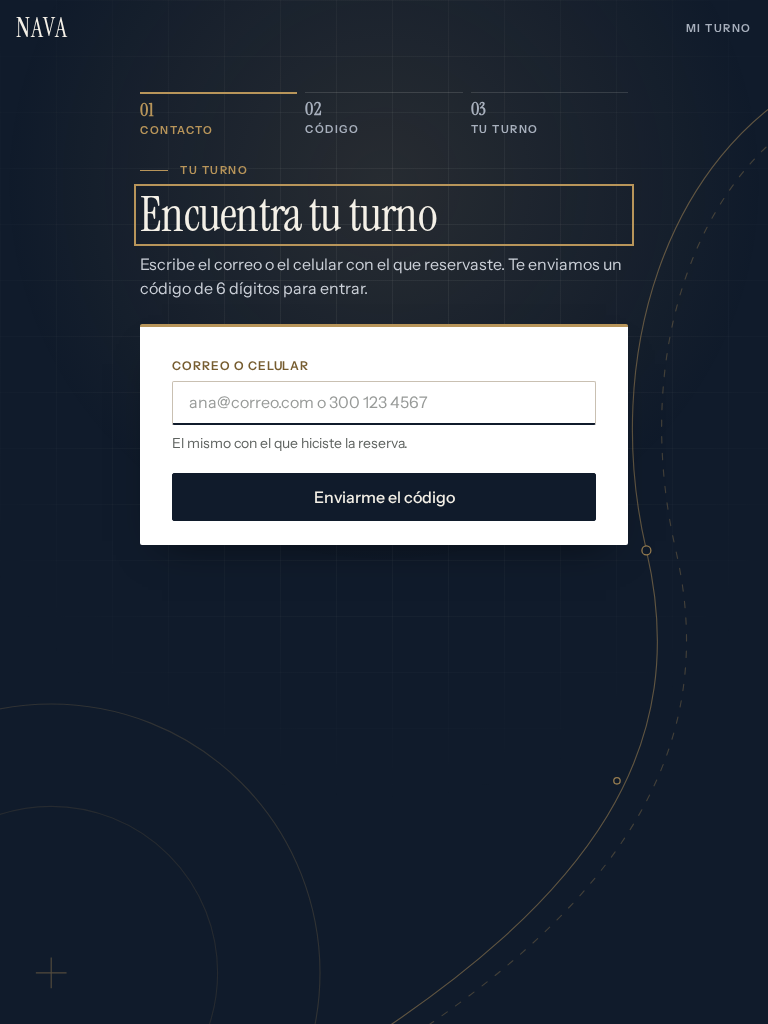 NAVA
MI TURNO
01
CONTACTO
02
CÓDIGO
03
TU TURNO
TU TURNO
Encuentra tu turno
Escribe el correo o el celular con el que reservaste. Te enviamos un
código de 6 dígitos para entrar.
CORREO O CELULAR
ana@correo.com o 300 123 4567
El mismo con el que hiciste la reserva.
Enviarme el código